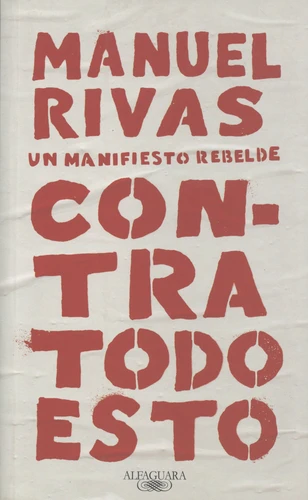 MANUEL
RIVAS
UN MANIFIESTO REBELDE
CON-
TRA
TODO
ESTO
ALFAGUARA